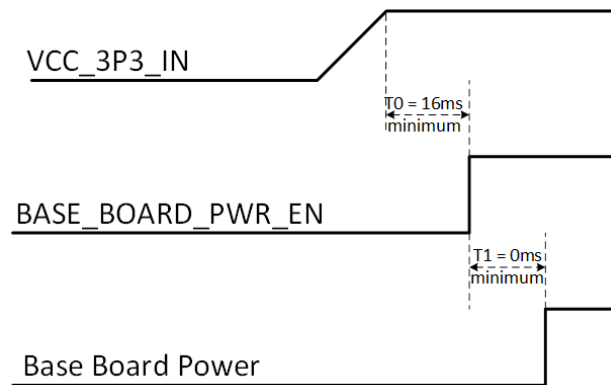 VCC_3P3_IN
T0 = 16ms
minimum
BASE_BOARD_PWR_EN
T1 = 0ms
minimum
Base Board Power